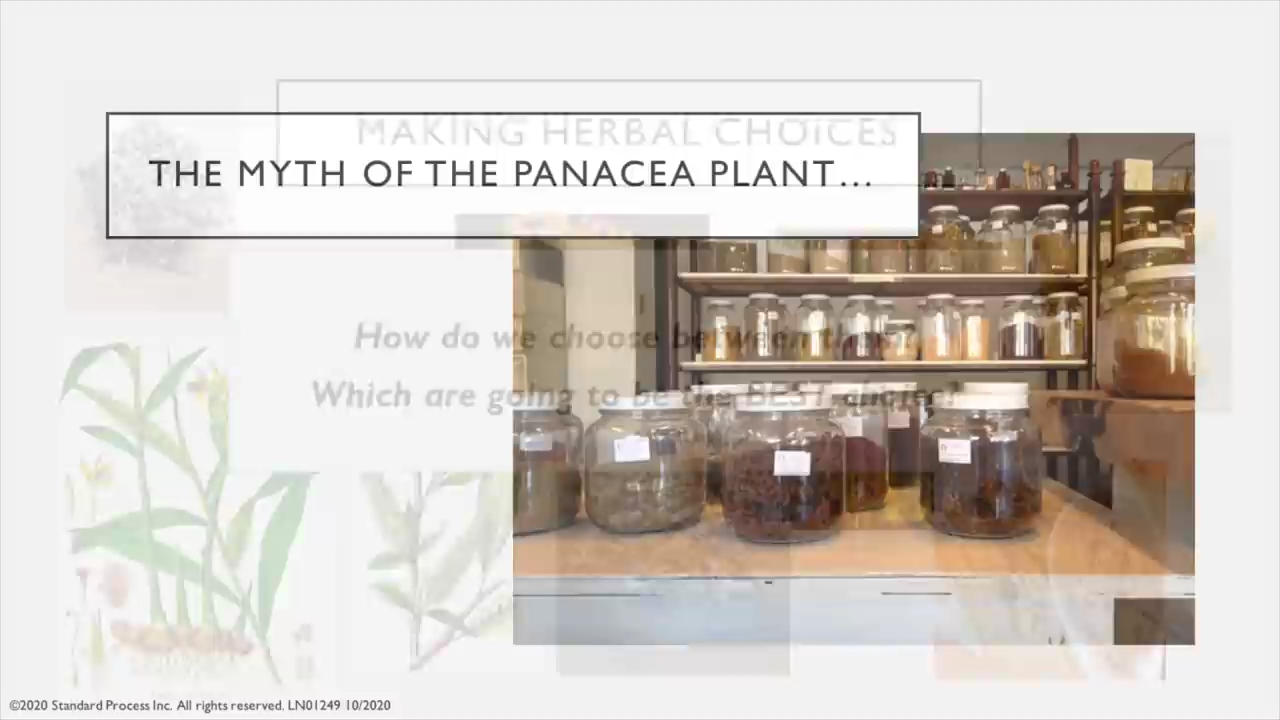 MAKING HERBAL CHOICES
THE MYTH OF THE PANACEA PLANT...
How do we choose between them?
Which are going to be the BEST choice?
©2020 Standard Process Inc. All rights reserved. LN01249 10/2020